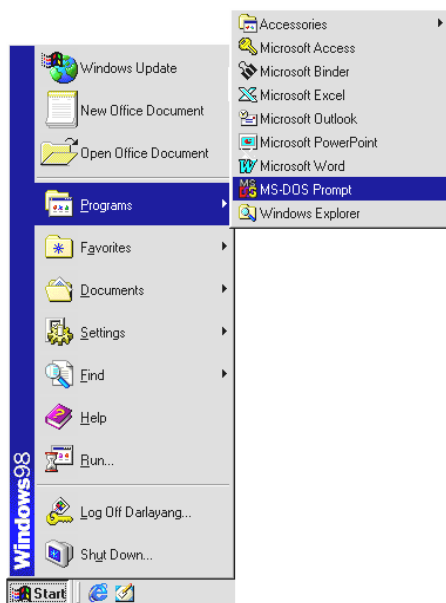 Windows Update
New Office Document
Open Office Document
Programs
Favorites
Documents
Settings
Find
Help
Run...
Log Off Darlayang...
Shut Down...
Windows98
Start
Accessories
Microsoft Access
Microsoft Binder
Microsoft Excel
Microsoft Outlook
Microsoft PowerPoint
Microsoft Word
MS-DOS Prompt
Windows Explorer